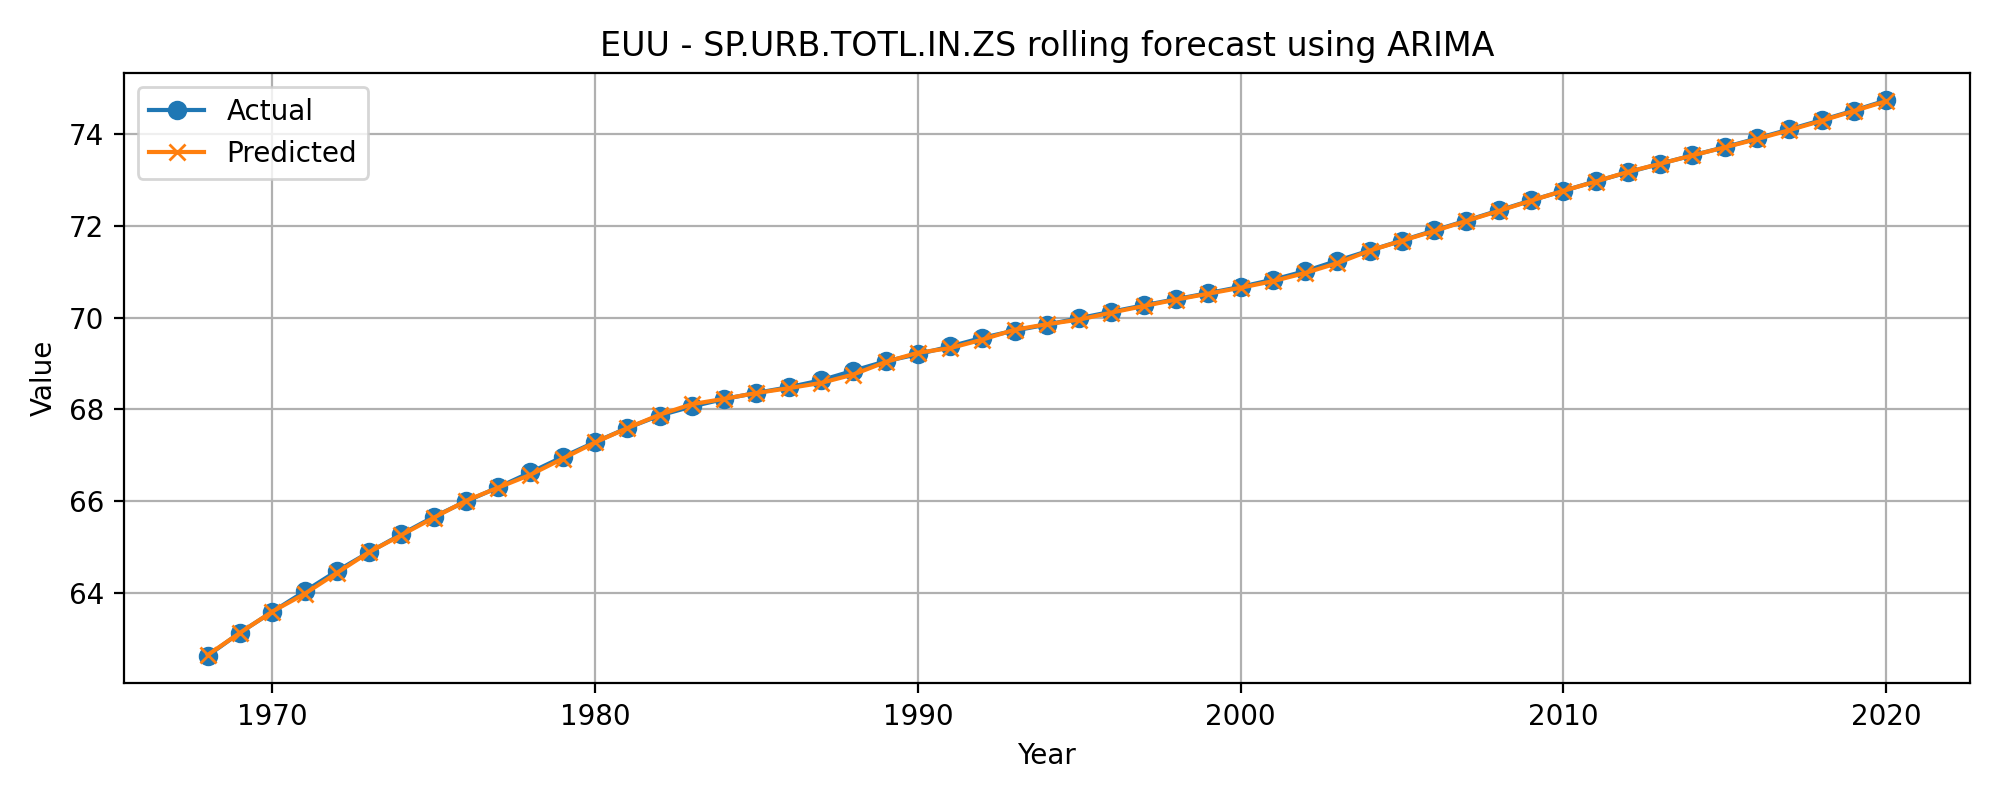 EUU - SP.URB.TOTL.IN.ZS rolling forecast using ARIMA
Actual
Predicted
74
72
70
68
66
64
Value
1970 1980 1990 2000 2010 2020
Year